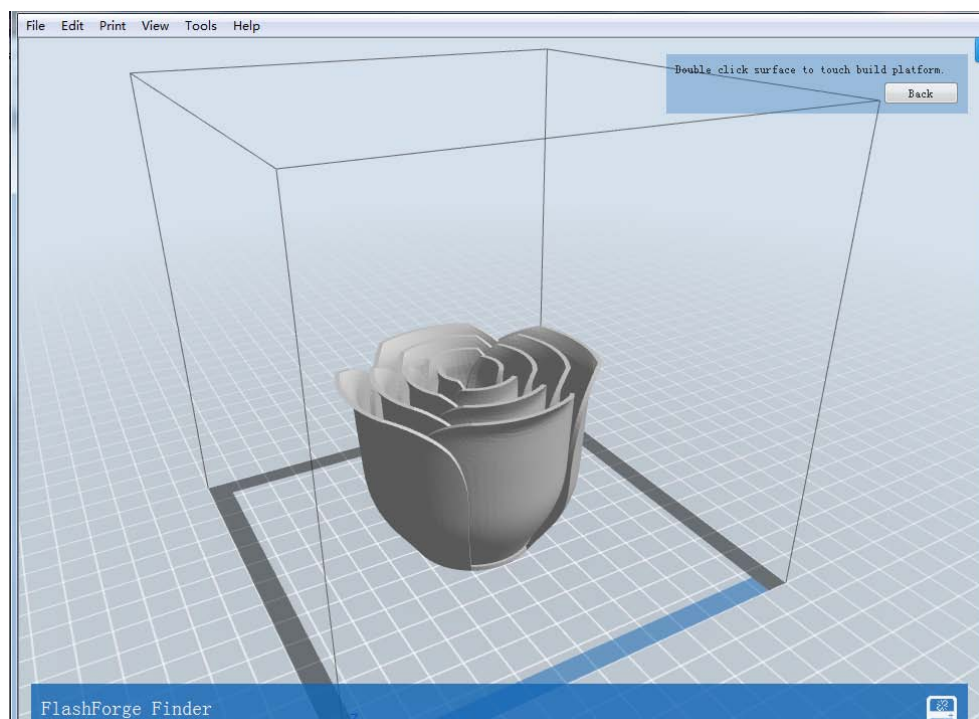 File Edit Print View Tools Help
Double click surface to touch build platform.
Back
FlashForge Finder